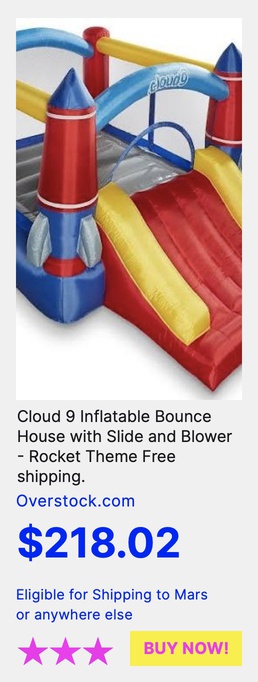 cloud9
Cloud 9 Inflatable Bounce
House with Slide and Blower
- Rocket Theme Free
shipping.
Overstock.com
$218.02
Eligible for Shipping to Mars
or anywhere else
BUY NOW!